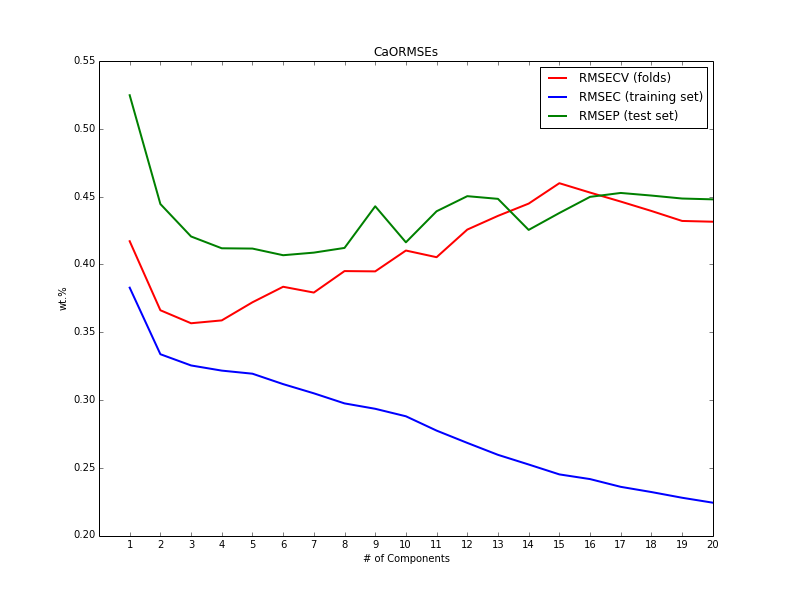 CaORMSEs
0.55
0.50
0.45
0.40
0.35
0.30
0.25
0.20
wt.%
RMSECV (folds)
RMSEC (training set)
RMSEP (test set)
1 2 3 4 5 6 7 8 9 10 11 12 13 14 15 16 17 18 19 20
# of Components